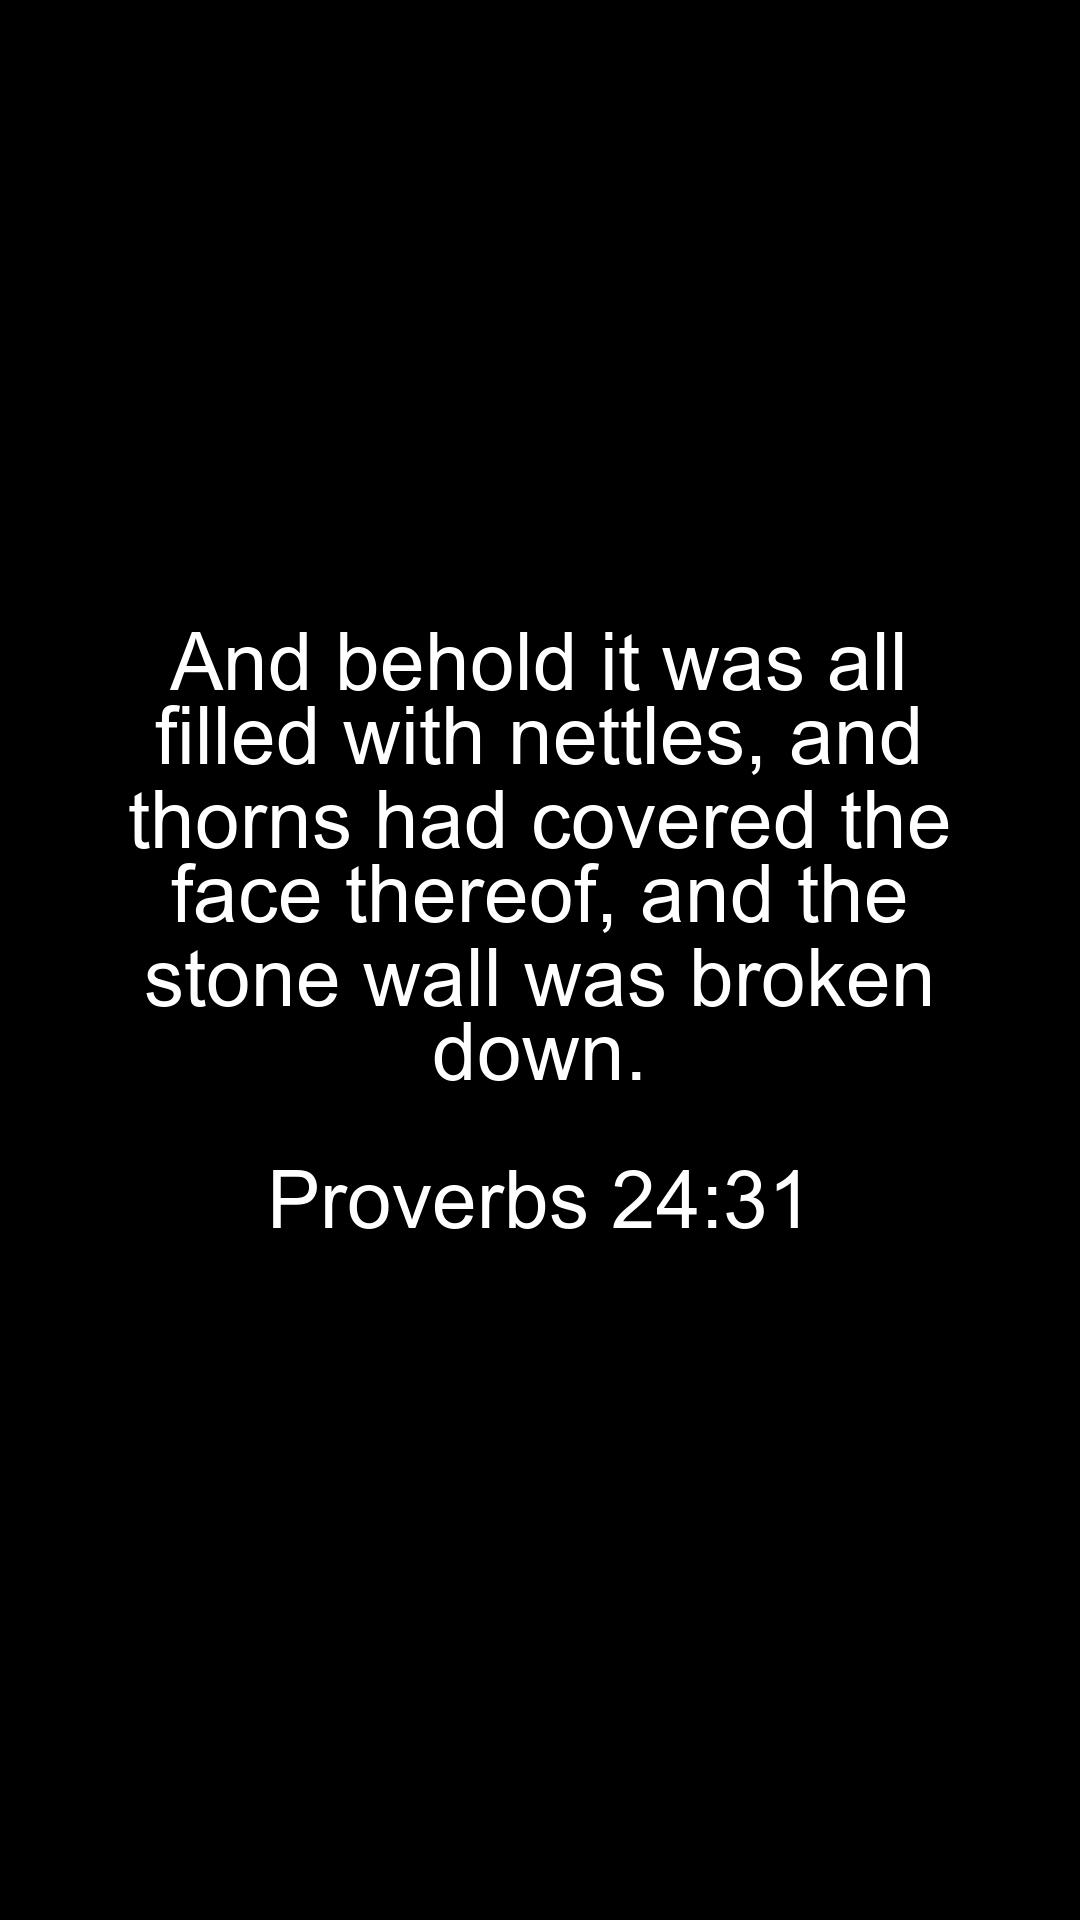 And behold it was all
filled with nettles, and
thorns had covered the
face thereof, and the
stone wall was broken
down.
Proverbs 24:31